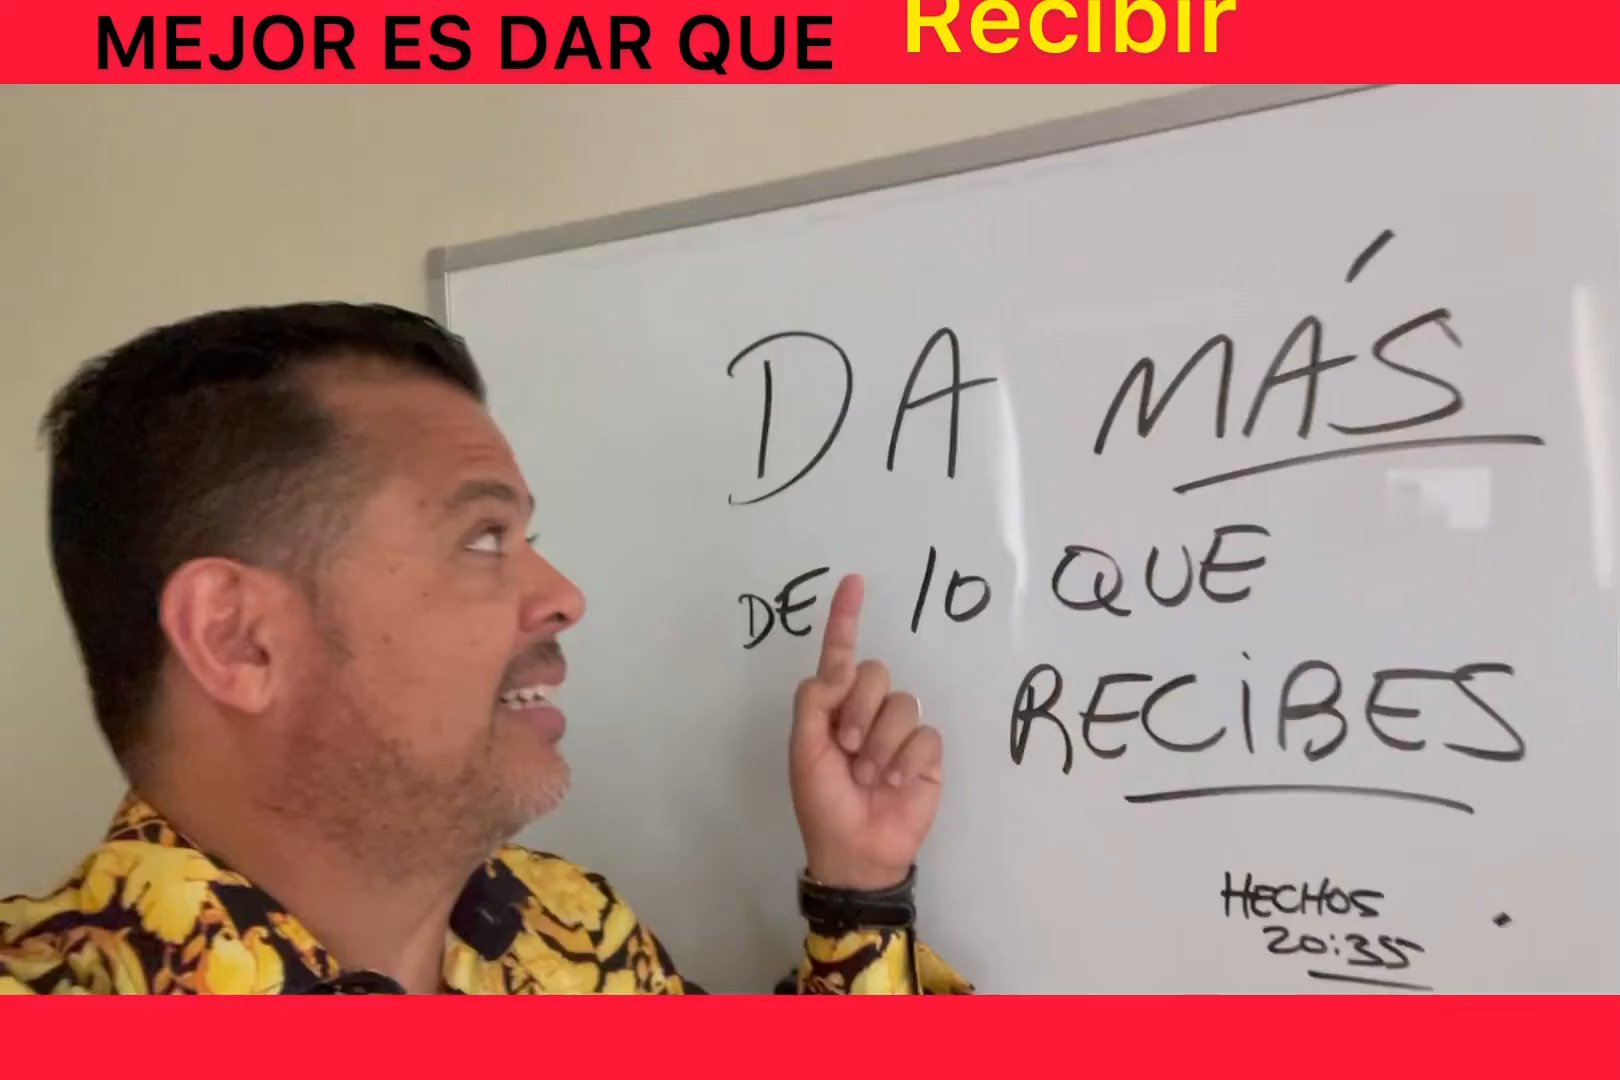 MEJOR ES DAR QUE Recibir
DA MÁS
DE lO QUE
RECiBES
HECHOS
20:35